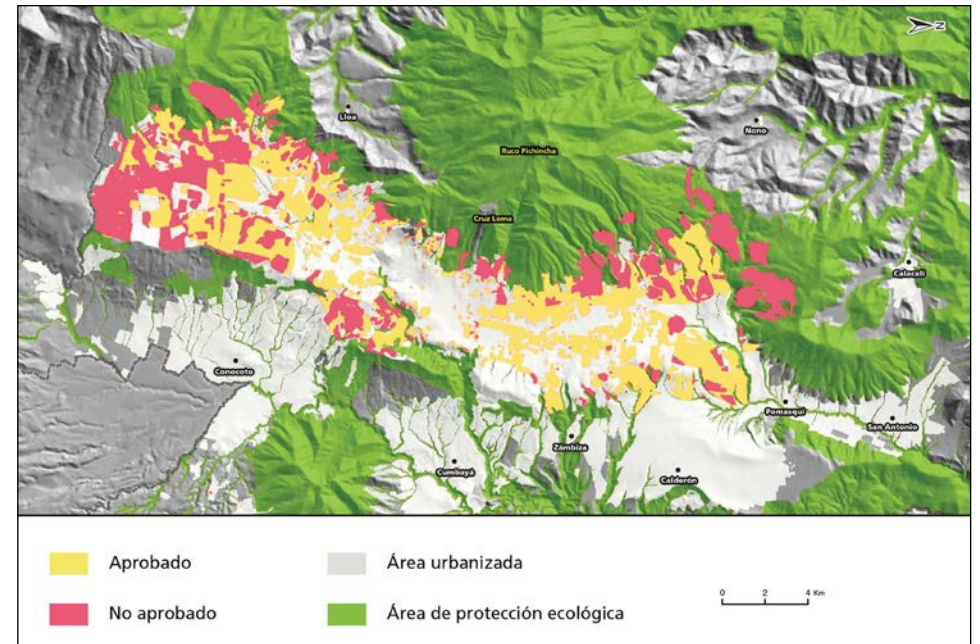 N
Lloa
Nono
Ruco Pichincha
Cruz Loma
Calacalí
Conocoto
Pomasqui
San Antonio
Zámbiza
Cumbayá
Calderón
Aprobado
Área urbanizada
No aprobado
Área de protección ecológica
0 2 4 Km